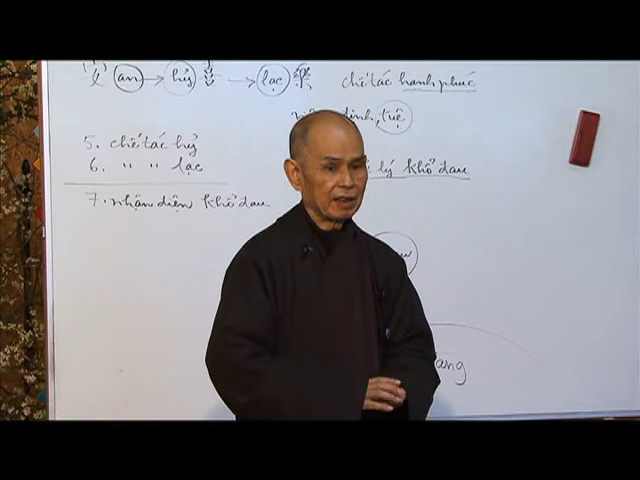 an → hỷ → lạc chế tác hạnh phúc
định, tuệ
5. chế tác hỷ
6. " " lạc lý khổ đau
7. nhận diện khổ đau
ang